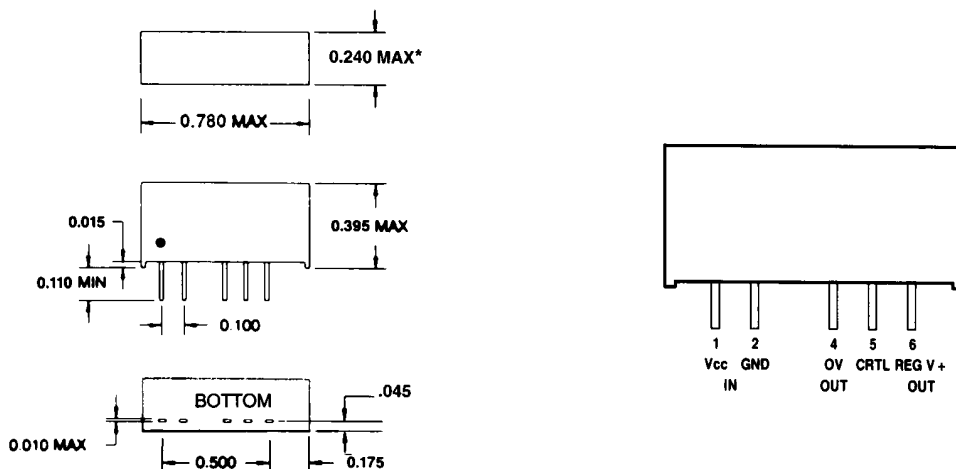 0.240 MAX*
0.780 MAX
0.015
0.395 MAX
0.110 MIN
0.100
BOTTOM
.045
0.010 MAX
0.500
0.175
1 2 4 5 6
Vcc GND OV CRTL REG V +
IN OUT OUT